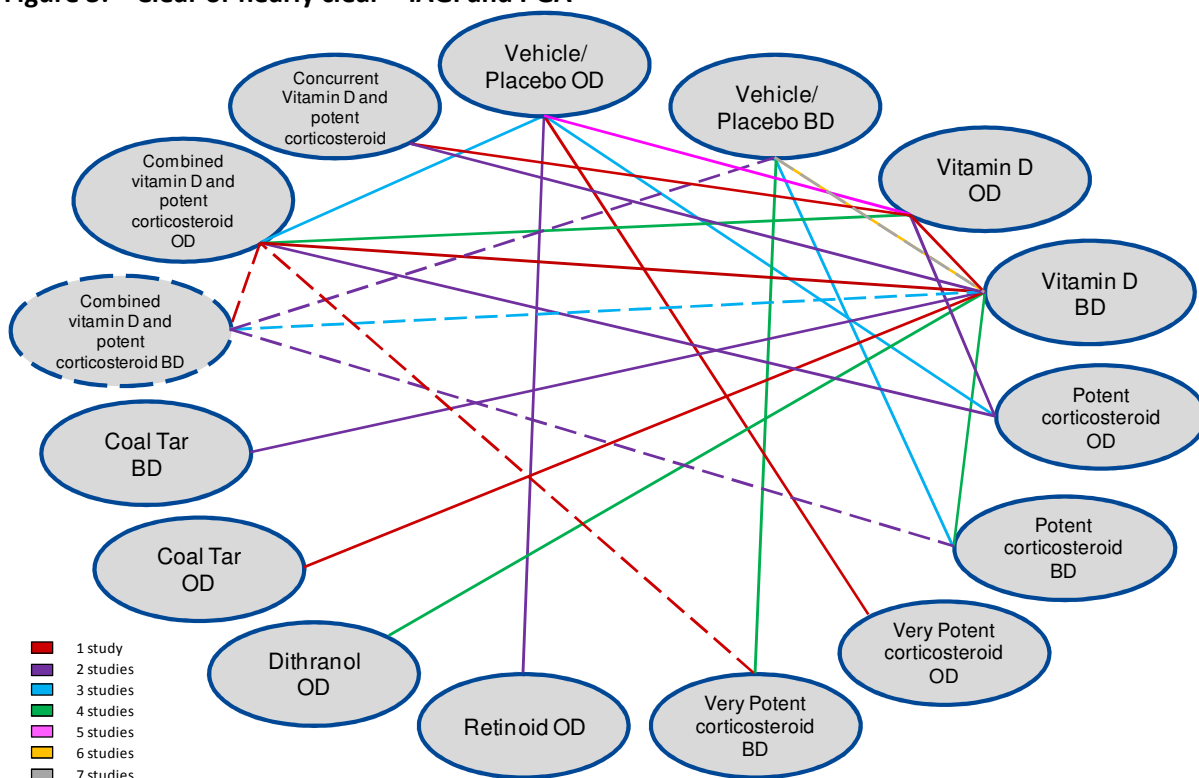 Vehicle/
Placebo OD
Concurrent
Vitamin D and
potent
corticosteroid
Vehicle/
Placebo BD
Combined
vitamin D and
potent
corticosteroid
OD
Vitamin D
OD
Combined
vitamin D and
potent
corticosteroid BD
Vitamin D
BD
Coal Tar
BD
Potent
corticosteroid
OD
Coal Tar
OD
Potent
corticosteroid
BD
Dithranol
OD
Retinoid OD
Very Potent
corticosteroid
BD
Very Potent
corticosteroid
OD
1 study
2 studies
3 studies
4 studies
5 studies
6 studies
7 studies